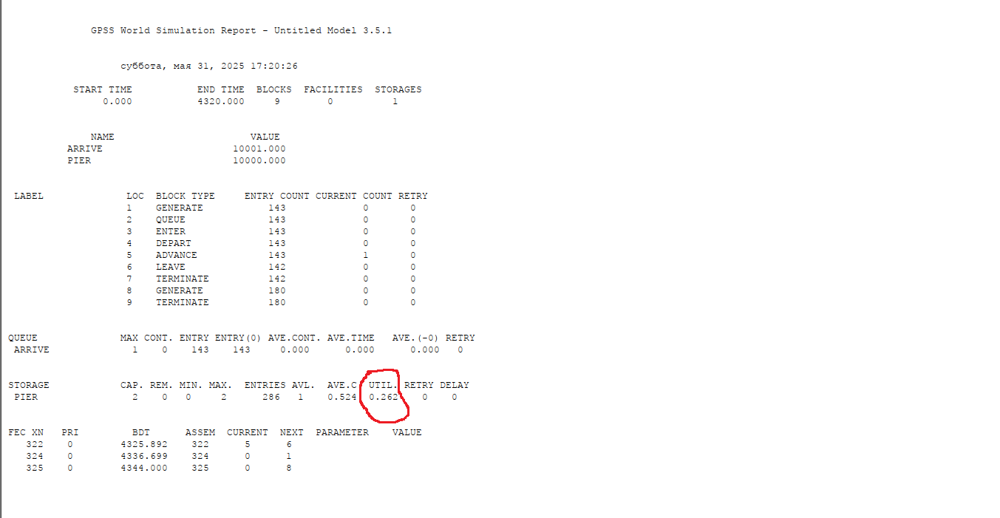 GPSS World Simulation Report - Untitled Model 3.5.1
суббота, мая 31, 2025 17:20:26
START TIME END TIME BLOCKS FACILITIES STORAGES
0.000 4320.000 9 0 1
NAME VALUE
ARRIVE 10001.000
PIER 10000.000
LABEL LOC BLOCK TYPE ENTRY COUNT CURRENT COUNT RETRY
1 GENERATE 143 0 0
2 QUEUE 143 0 0
3 ENTER 143 0 0
4 DEPART 143 0 0
5 ADVANCE 143 1 0
6 LEAVE 142 0 0
7 TERMINATE 142 0 0
8 GENERATE 180 0 0
9 TERMINATE 180 0 0
QUEUE MAX CONT. ENTRY ENTRY(0) AVE.CONT. AVE.TIME AVE.(-0) RETRY
ARRIVE 1 0 143 143 0.000 0.000 0.000 0
STORAGE CAP. REM. MIN. MAX. ENTRIES AVL. AVE.C. UTIL. RETRY DELAY
PIER 2 0 0 2 286 1 0.524 0.262 0 0
FEC XN PRI BDT ASSEM CURRENT NEXT PARAMETER VALUE
322 0 4325.892 322 5 6
324 0 4336.699 324 0 1
325 0 4344.000 325 0 8